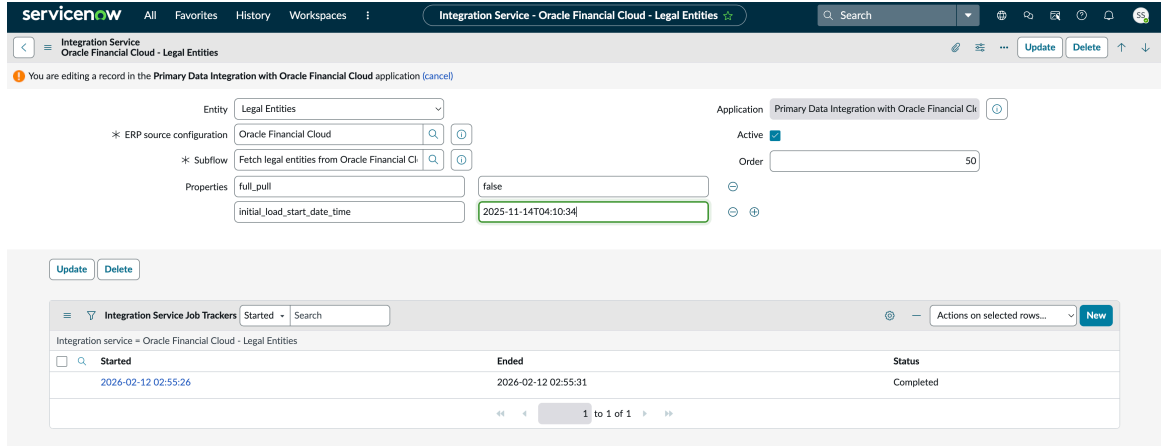 servicenow All Favorites History Workspaces Integration Service - Oracle Financial Cloud - Legal Entities Search SS
Integration Service
Oracle Financial Cloud - Legal Entities
Update Delete
You are editing a record in the Primary Data Integration with Oracle Financial Cloud application (cancel)
Entity Legal Entities Application Primary Data Integration with Oracle Financial Cl
ERP source configuration Oracle Financial Cloud Active
Subflow Fetch legal entities from Oracle Financial Cl Order 50
Properties full_pull false
initial_load_start_date_time 2025-11-14T04:10:34
Update Delete
Integration Service Job Trackers Started Search Actions on selected rows... New
Integration service = Oracle Financial Cloud - Legal Entities
Started Ended Status
2026-02-12 02:55:26 2026-02-12 02:55:31 Completed
1 to 1 of 1